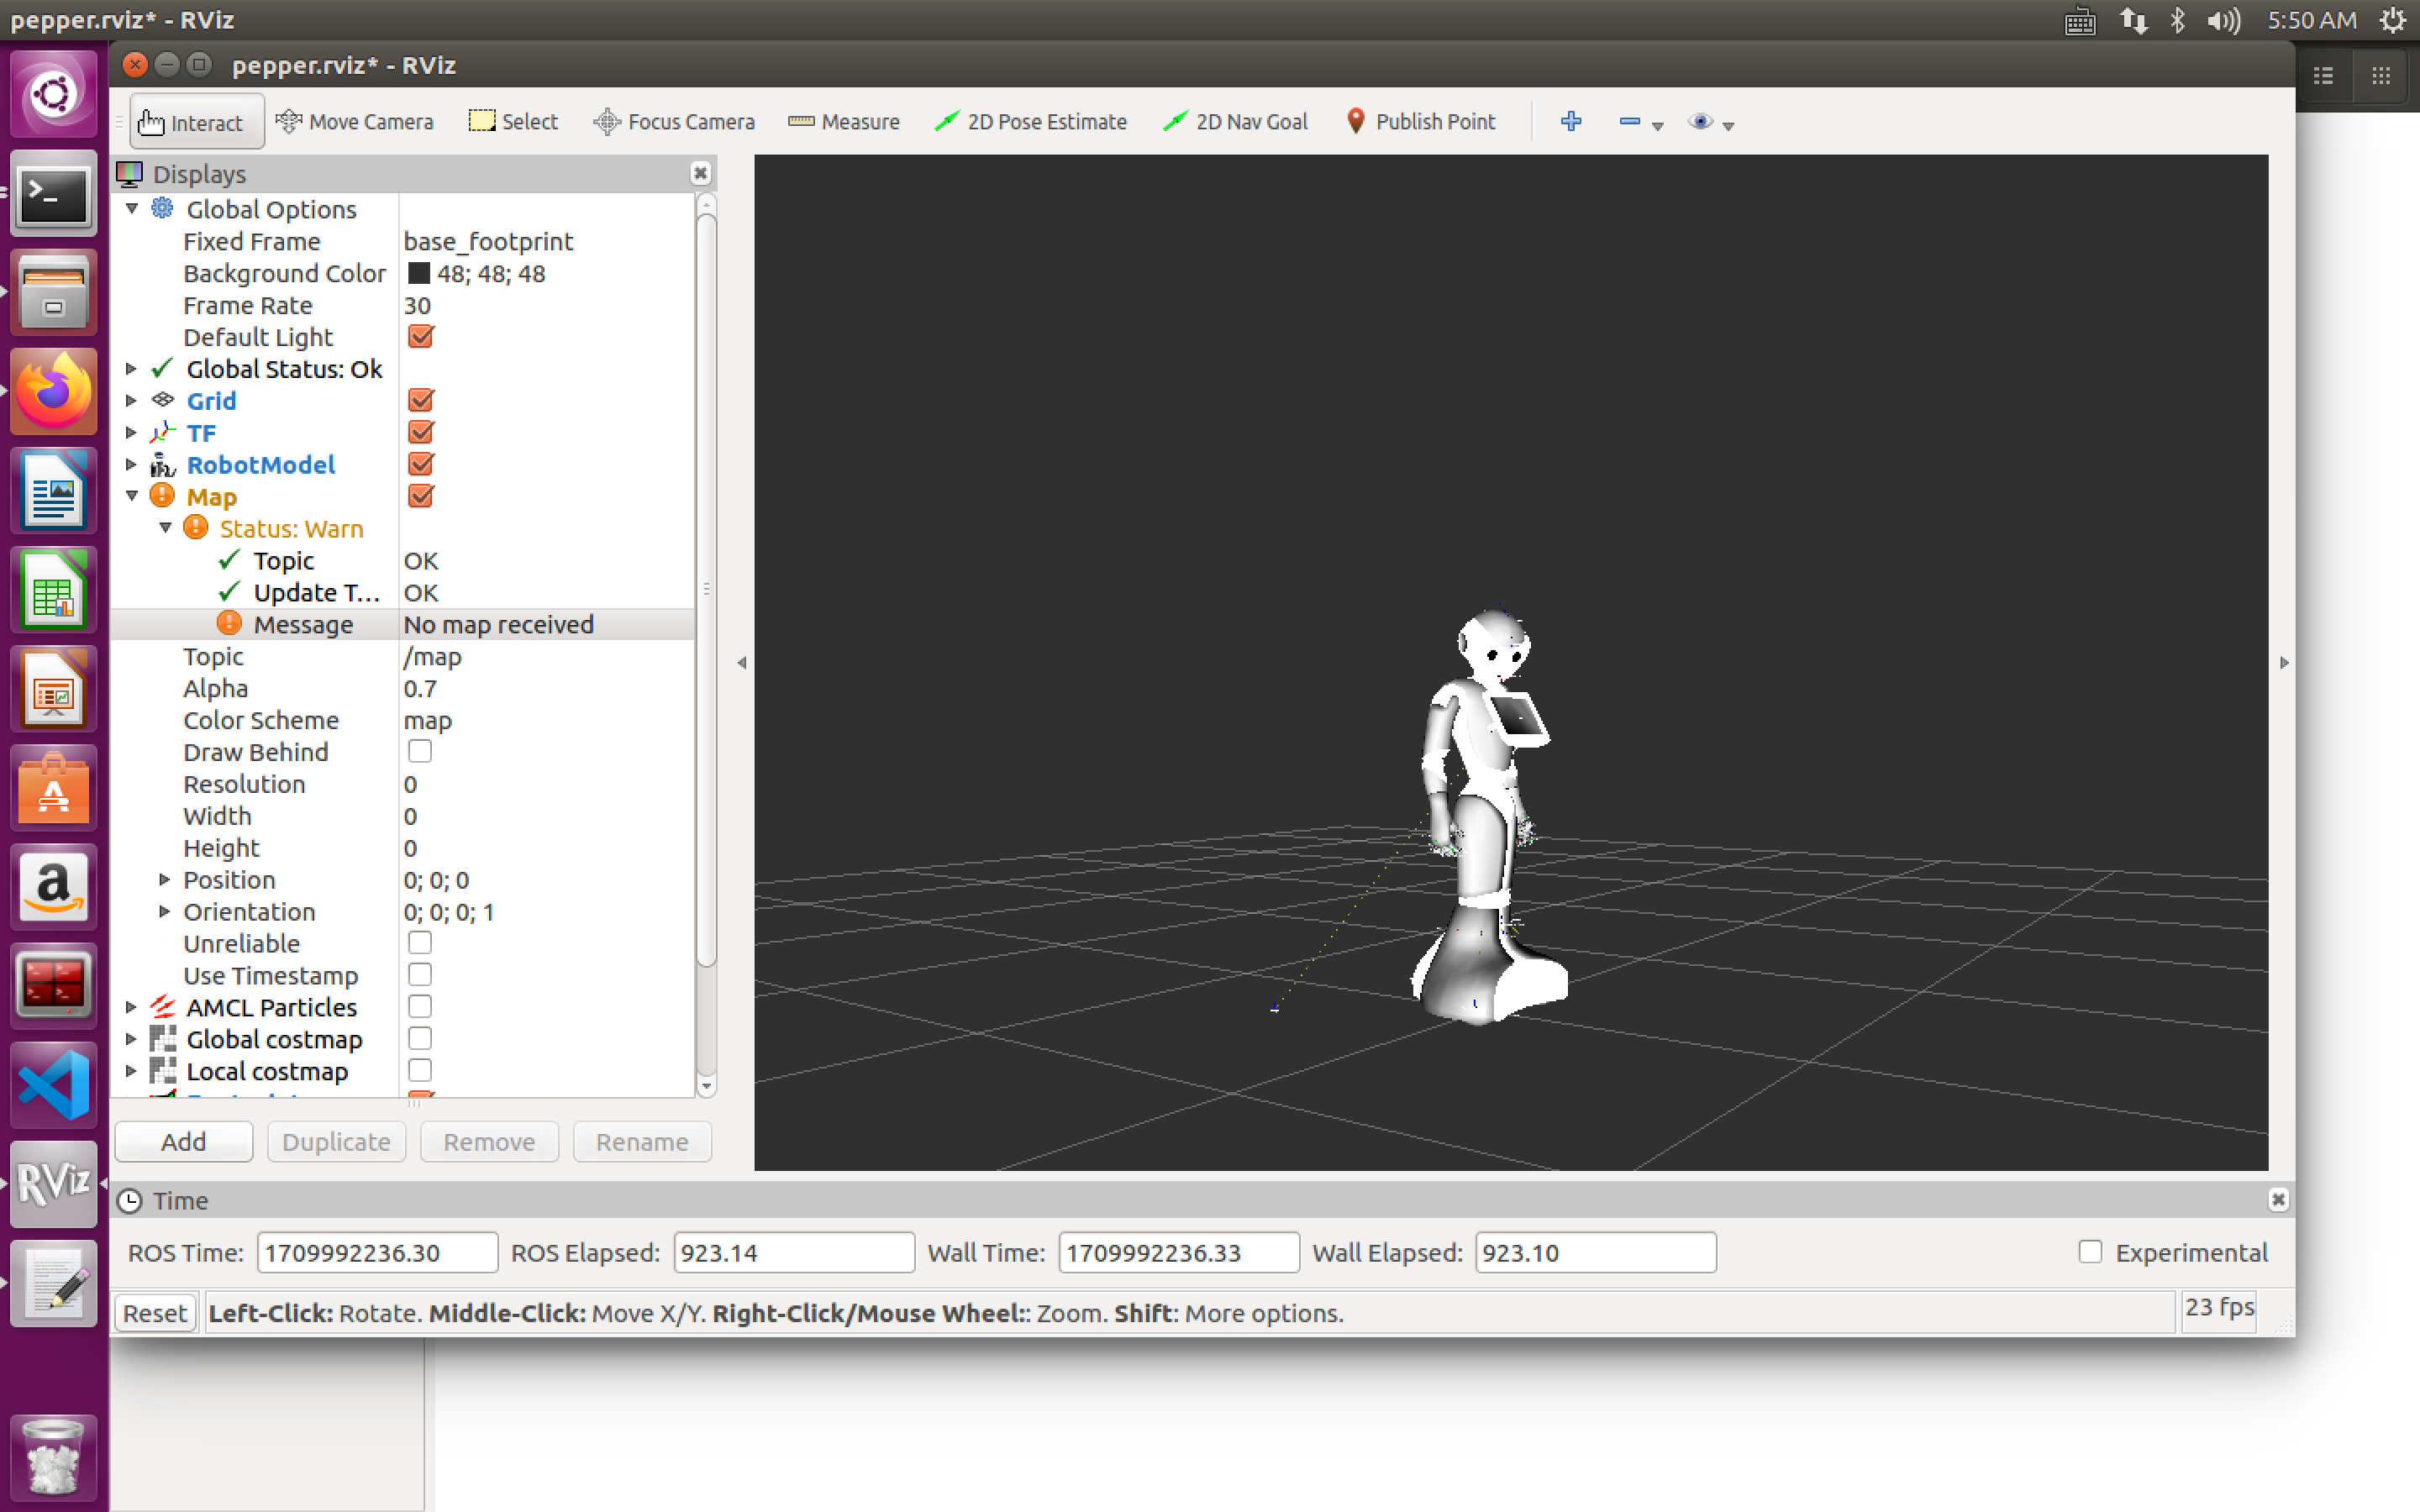 pepper.rviz* - RViz
5:50 AM
pepper.rviz* - RViz
Interact Move Camera Select Focus Camera Measure 2D Pose Estimate 2D Nav Goal Publish Point
Displays
Global Options
Fixed Frame base_footprint
Background Color 48; 48; 48
Frame Rate 30
Default Light
Global Status: Ok
Grid
TF
RobotModel
Map
Status: Warn
Topic OK
Update T... OK
Message No map received
Topic /map
Alpha 0.7
Color Scheme map
Draw Behind
Resolution 0
Width 0
Height 0
Position 0; 0; 0
Orientation 0; 0; 0; 1
Unreliable
Use Timestamp
AMCL Particles
Global costmap
Local costmap
Add Duplicate Remove Rename
RViz
Time
ROS Time: 1709992236.30 ROS Elapsed: 923.14 Wall Time: 1709992236.33 Wall Elapsed: 923.10 Experimental
Reset Left-Click: Rotate. Middle-Click: Move X/Y. Right-Click/Mouse Wheel:: Zoom. Shift: More options. 23 fps